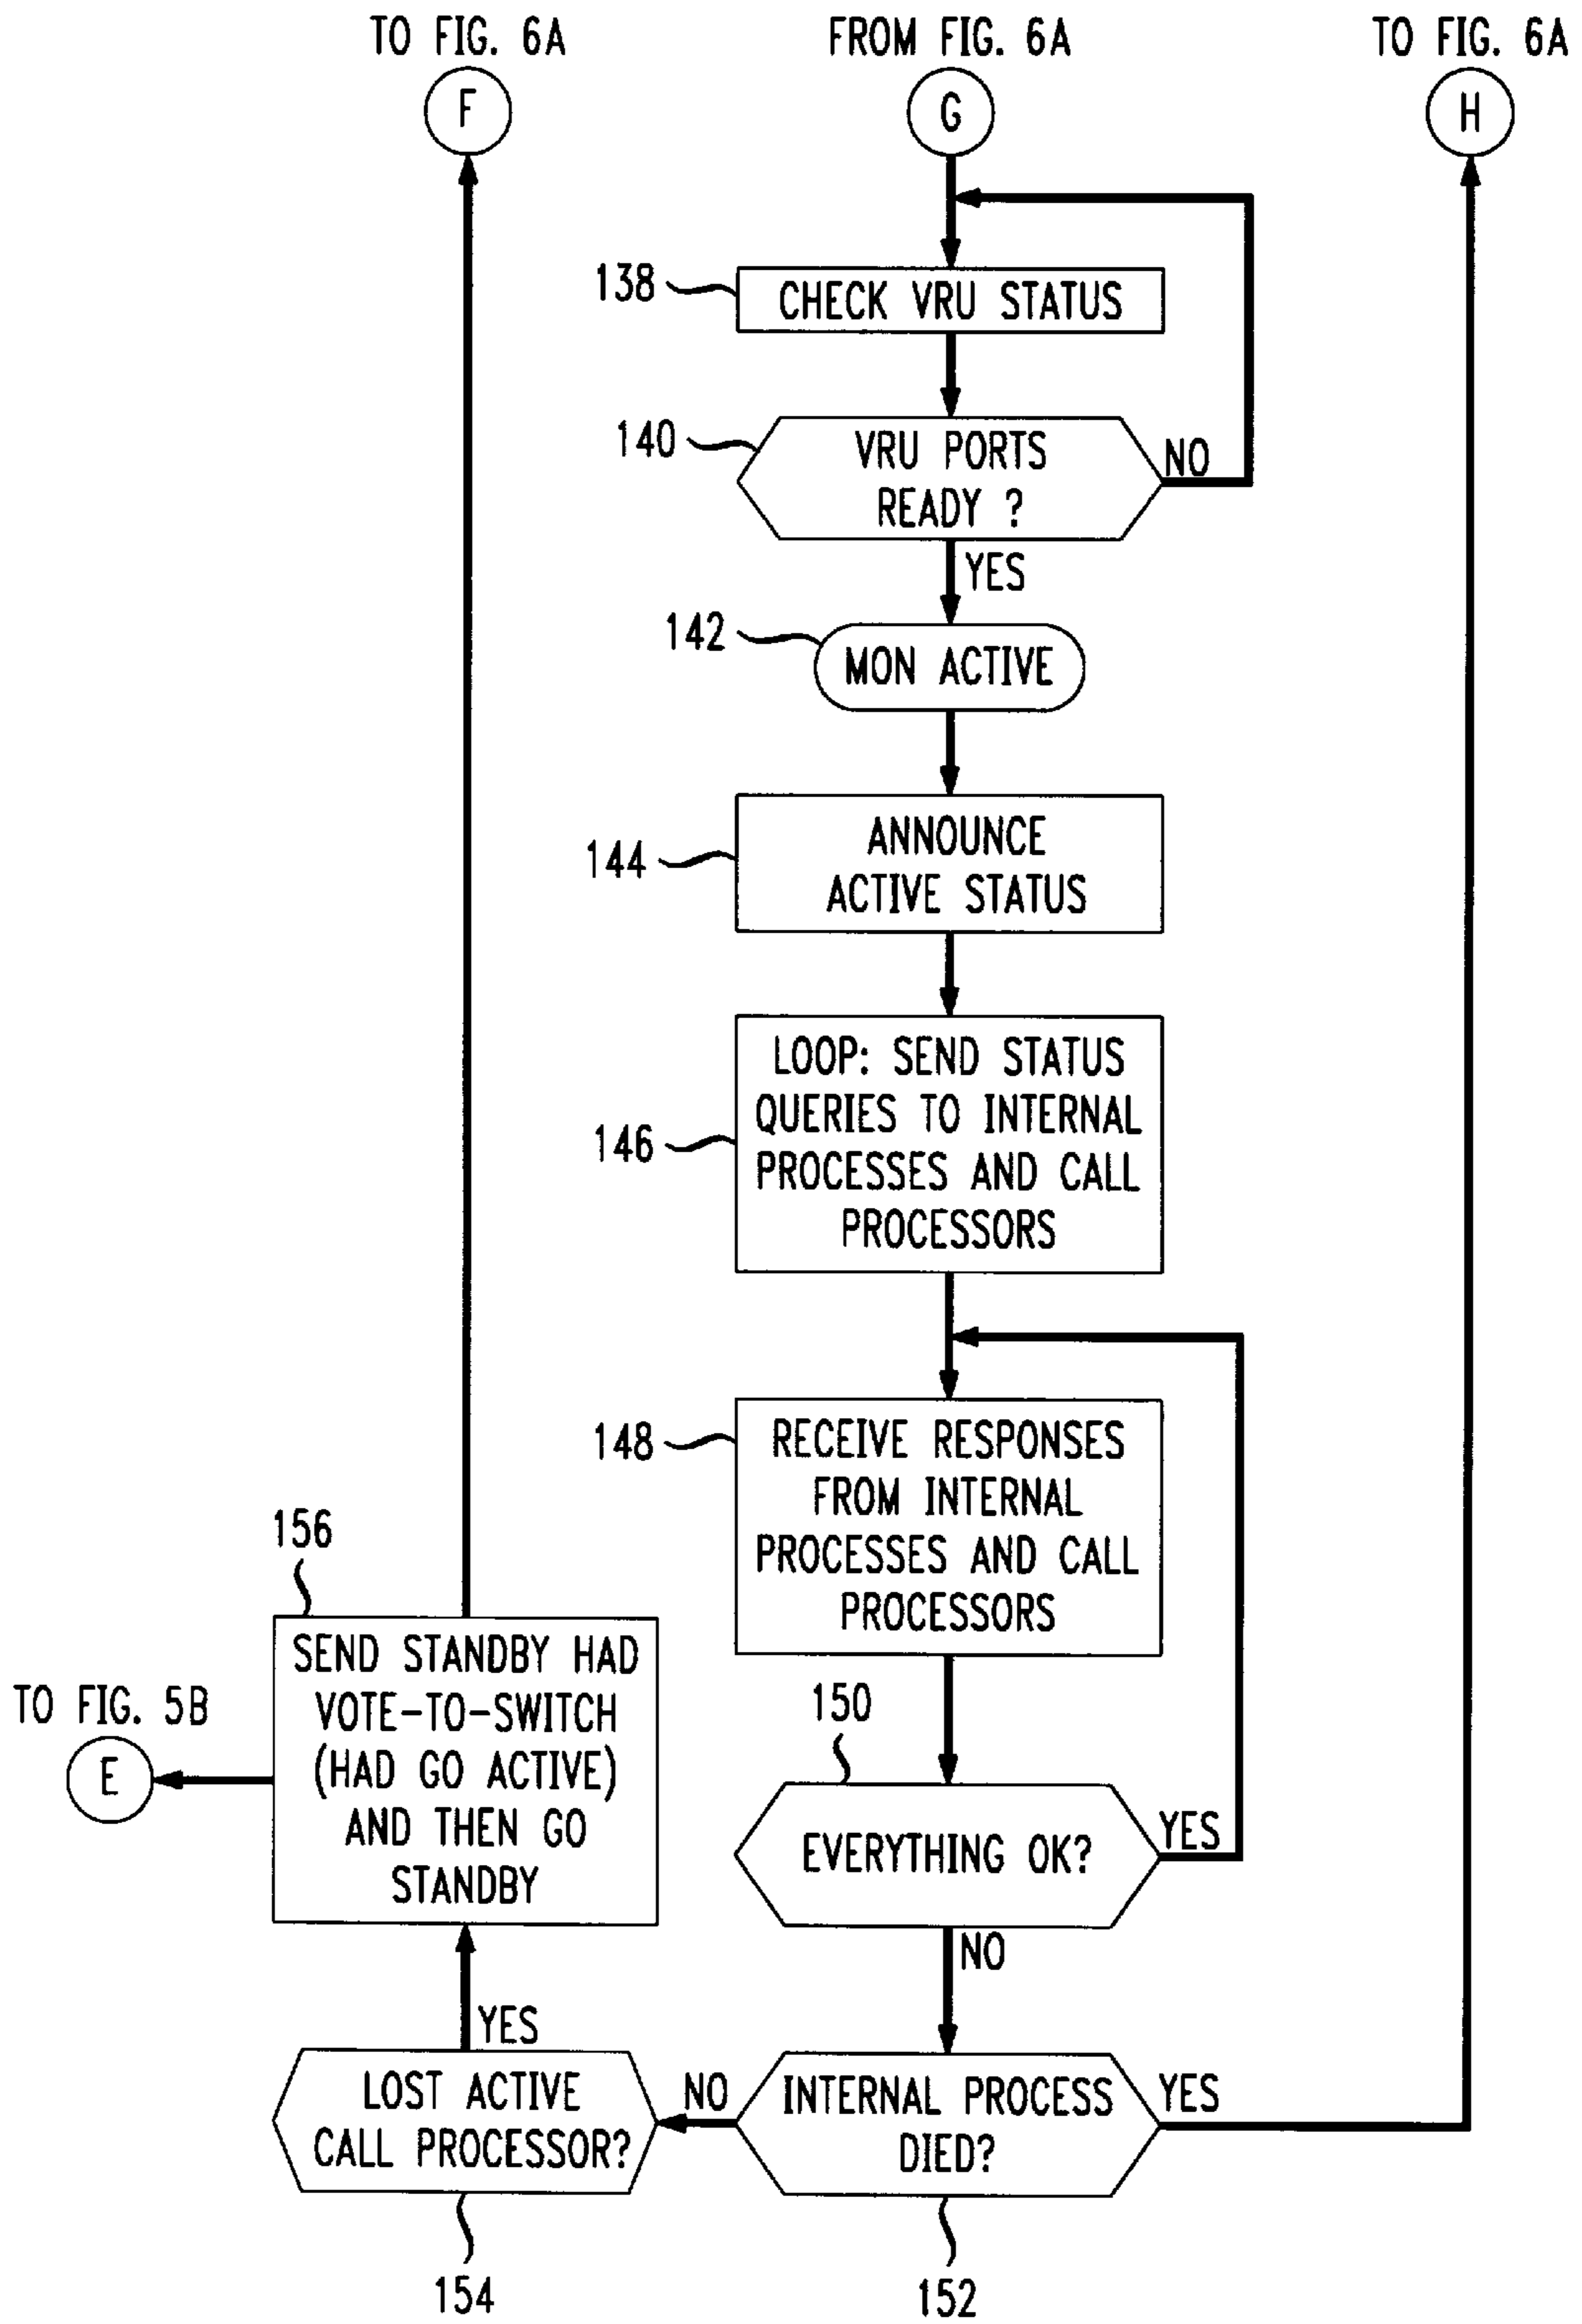 TO FIG. 6A
FROM FIG. 6A
TO FIG. 6A
F
G
H
138
CHECK VRU STATUS
140
VRU PORTS
READY ?
NO
YES
142
MON ACTIVE
144
ANNOUNCE
ACTIVE STATUS
146
LOOP: SEND STATUS
QUERIES TO INTERNAL
PROCESSES AND CALL
PROCESSORS
148
RECEIVE RESPONSES
FROM INTERNAL
PROCESSES AND CALL
PROCESSORS
156
SEND STANDBY HAD
VOTE-TO-SWITCH
(HAD GO ACTIVE)
AND THEN GO
STANDBY
TO FIG. 5B
E
150
EVERYTHING OK?
YES
NO
YES
LOST ACTIVE
CALL PROCESSOR?
NO
INTERNAL PROCESS
DIED?
YES
154
152